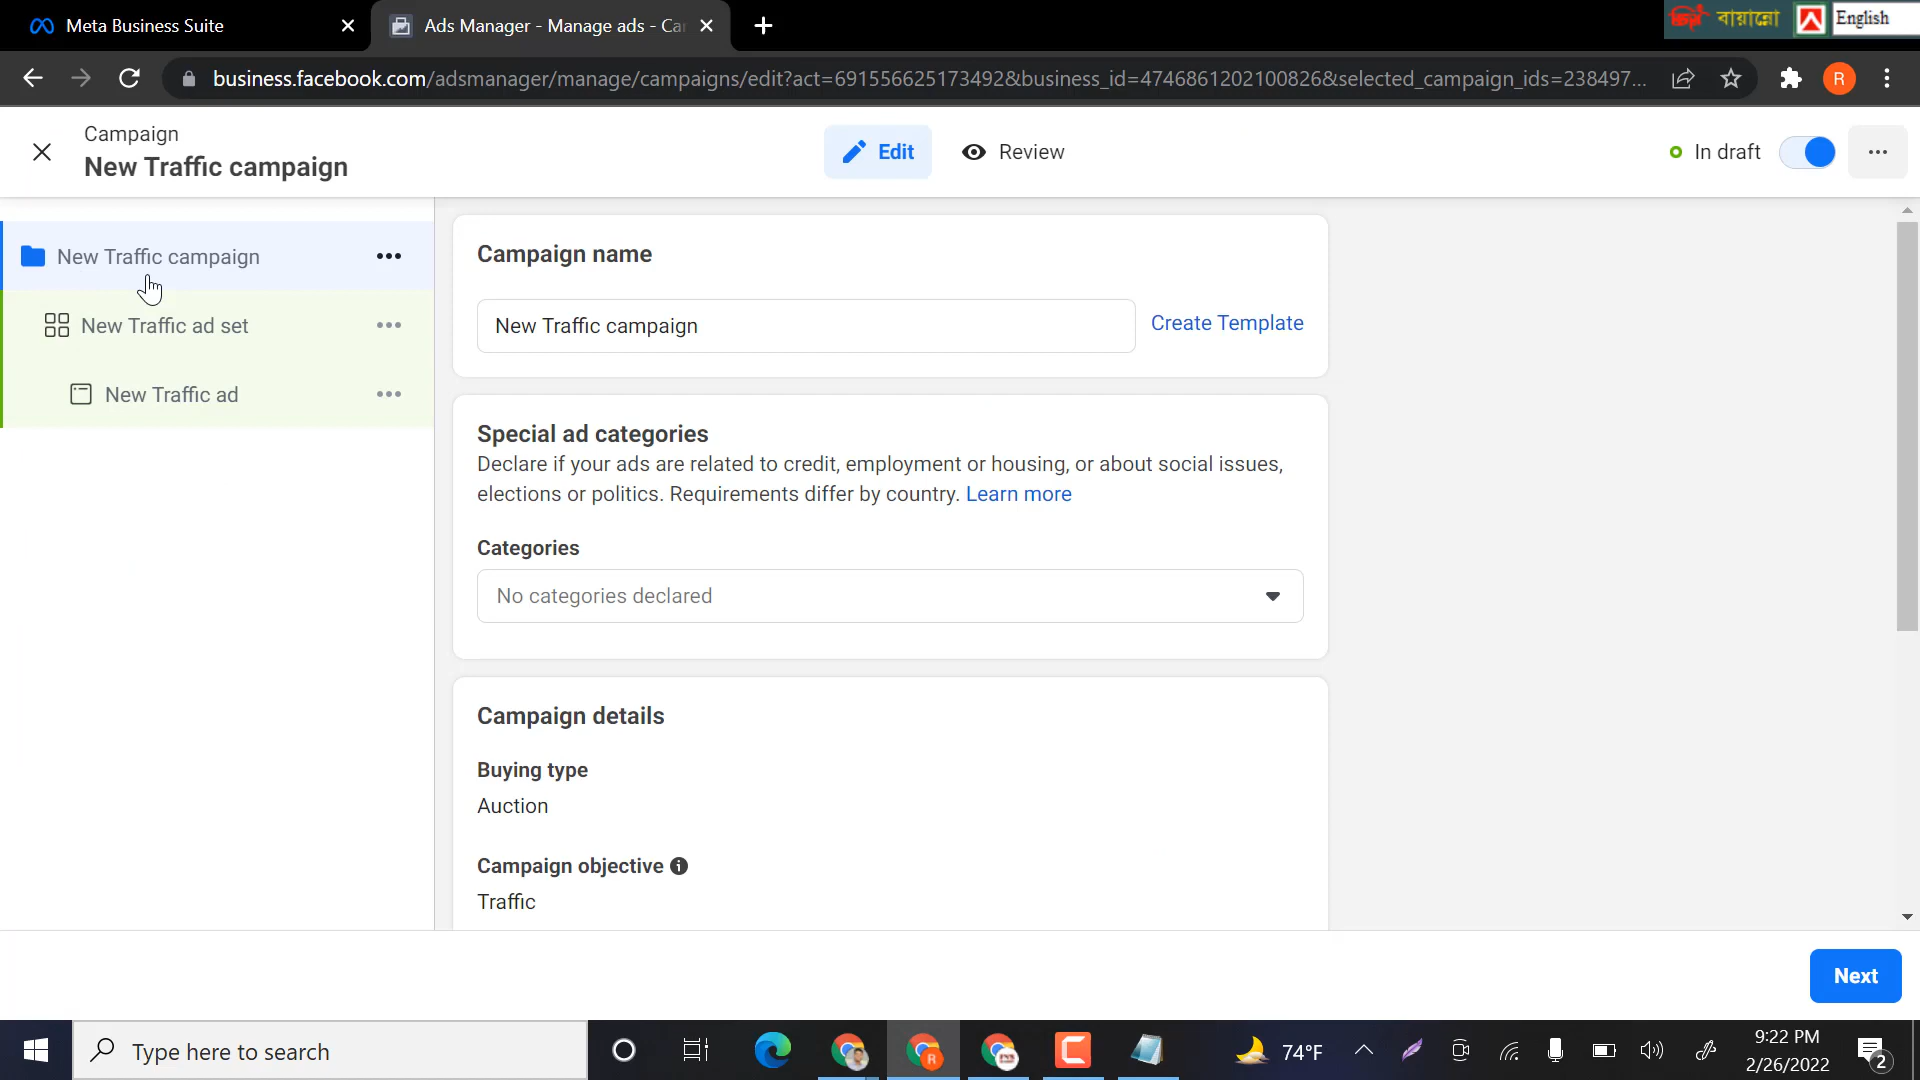 Meta Business Suite
Ads Manager - Manage ads - Ca
বায়ান্নো
English
business.facebook.com/adsmanager/manage/campaigns/edit?act=691556625173492&business_id=4746861202100826&selected_campaign_ids=238497...
R
Campaign
New Traffic campaign
Edit
Review
In draft
New Traffic campaign
New Traffic ad set
New Traffic ad
Campaign name
New Traffic campaign
Create Template
Special ad categories
Declare if your ads are related to credit, employment or housing, or about social issues,
elections or politics. Requirements differ by country. Learn more
Categories
No categories declared
Campaign details
Buying type
Auction
Campaign objective
Traffic
Next
Type here to search
R
74°F
9:22 PM
2/26/2022
2